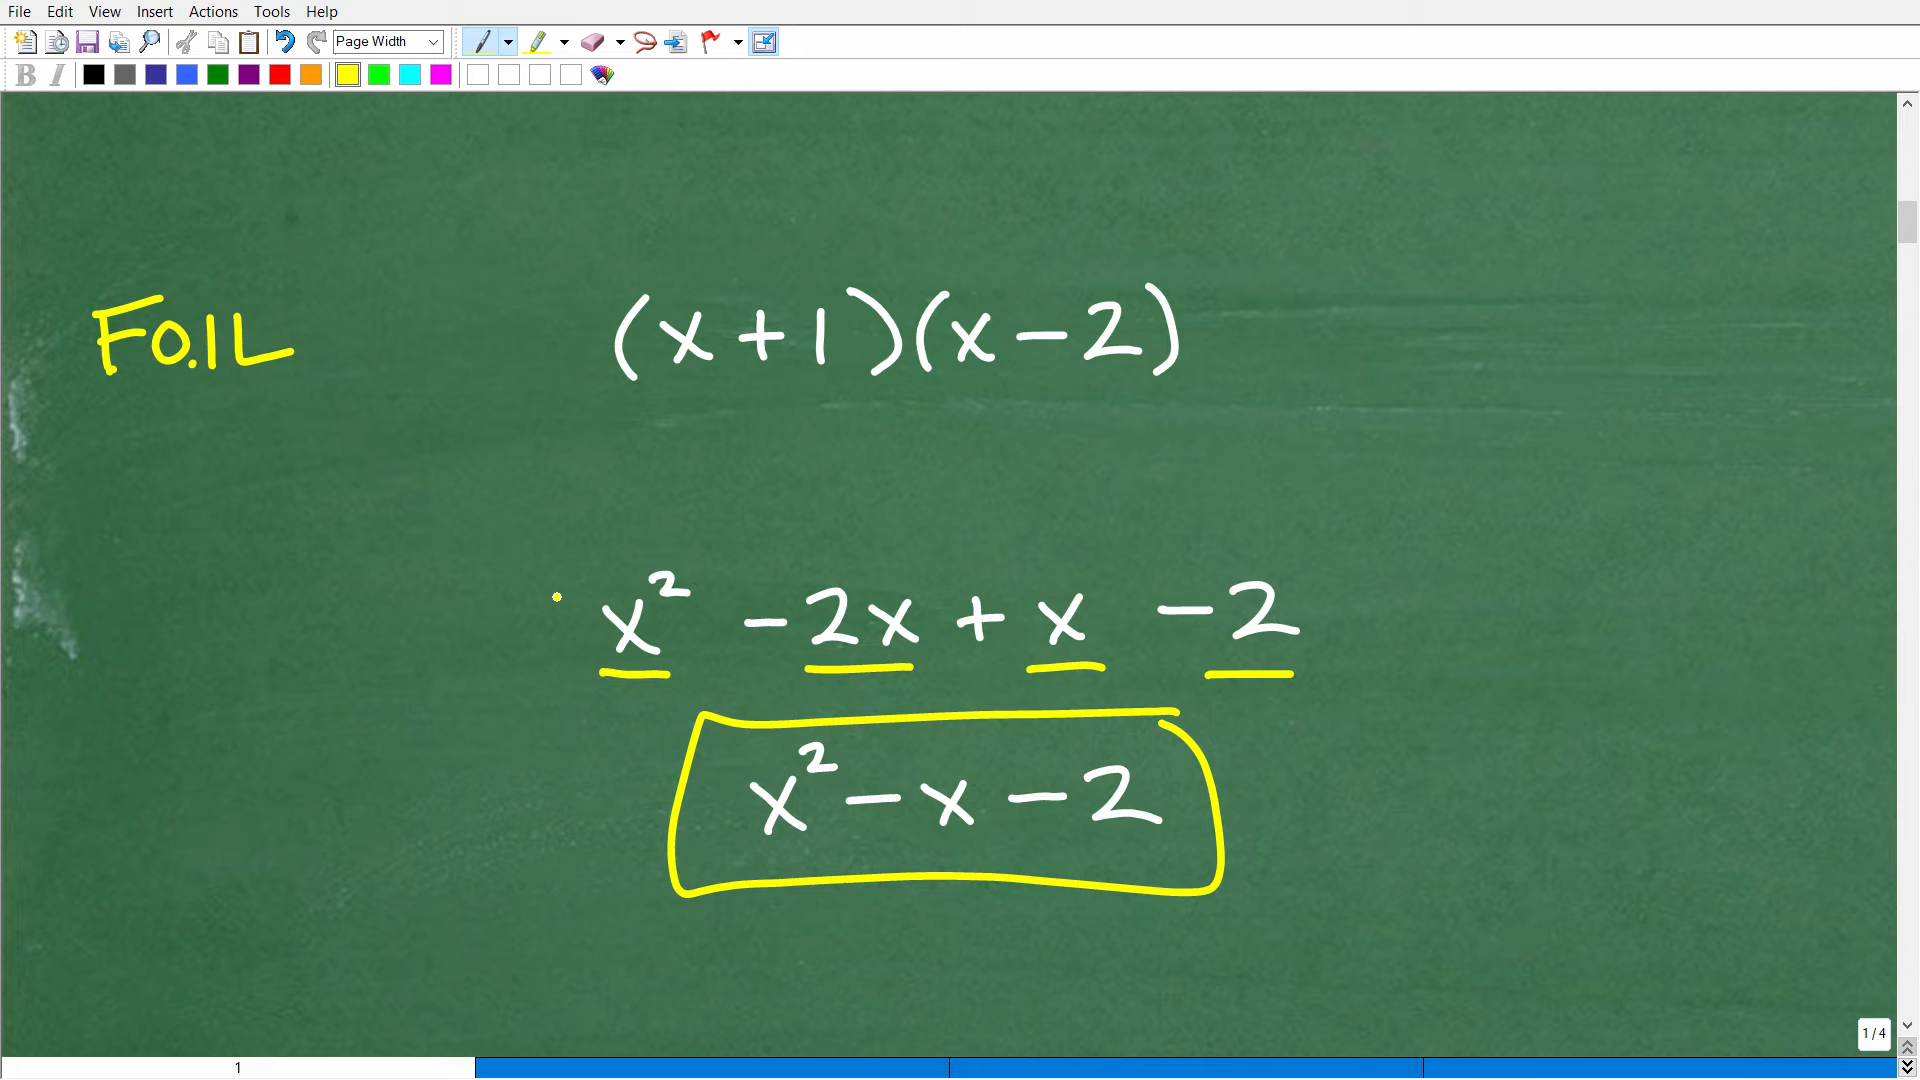 File Edit View Insert Actions Tools Help
Page Width
B I
FOIL
(x+1)(x-2)
x² -2x + x -2
x² - x - 2
1 / 4
1